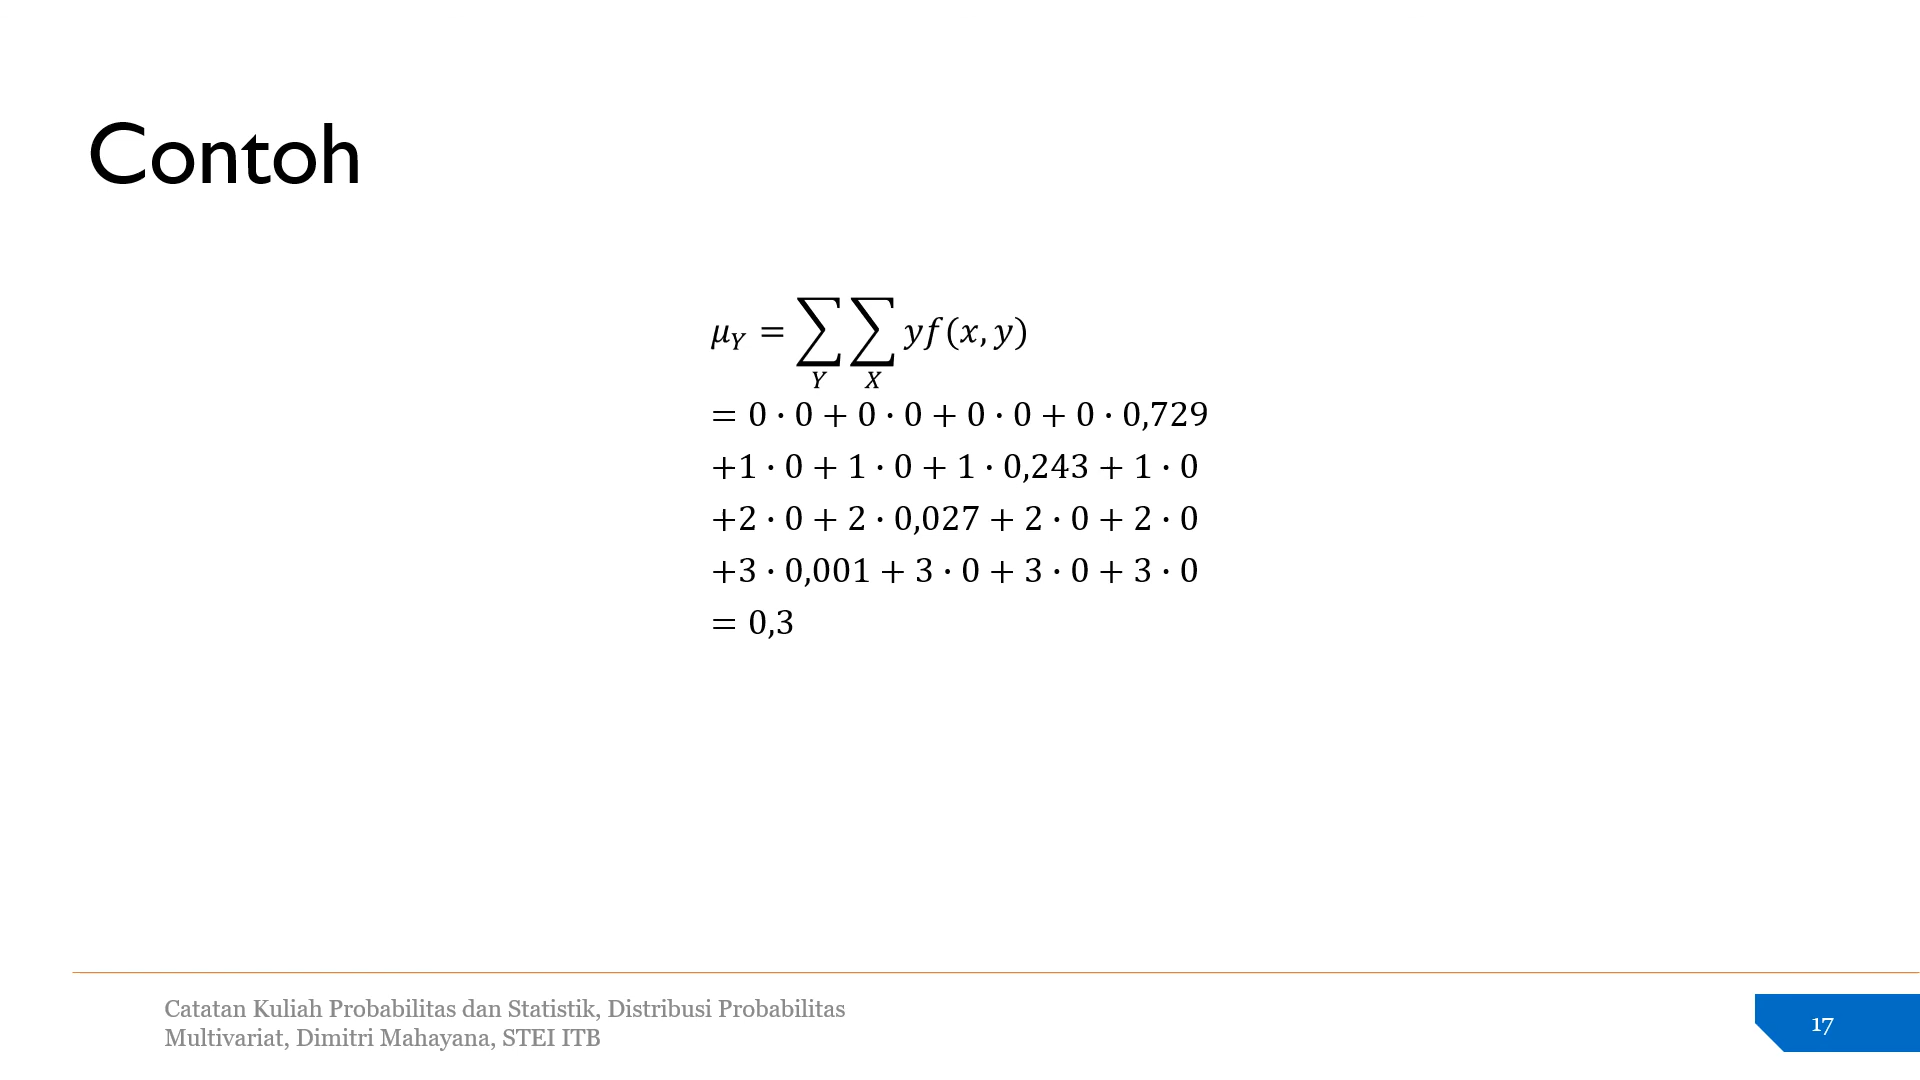 Contoh
μ_Y = ∑_Y ∑_X yf(x, y)
= 0 · 0 + 0 · 0 + 0 · 0 + 0 · 0,729
+1 · 0 + 1 · 0 + 1 · 0,243 + 1 · 0
+2 · 0 + 2 · 0,027 + 2 · 0 + 2 · 0
+3 · 0,001 + 3 · 0 + 3 · 0 + 3 · 0
= 0,3
Catatan Kuliah Probabilitas dan Statistik, Distribusi Probabilitas
Multivariat, Dimitri Mahayana, STEI ITB
17